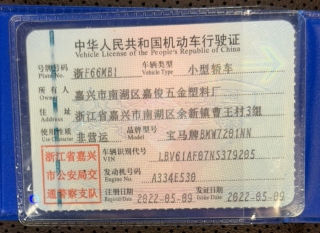 中华人民共和国机动车行驶证
Vehicle License of the People's Republic of China
号牌号码 浙F66MB1 车辆类型 小型轿车
Plate No. Vehicle Type
所有人 嘉兴市南湖区嘉俊五金塑料厂
Owner
住址 浙江省嘉兴市南湖区余新镇曹王村3组
Address
使用性质 非营运 品牌型号 宝马牌BMW7201NN
Use Character Model
浙江省嘉兴 车辆识别代号 LBV61AF07NS379205
VIN
市公安局交 发动机号码 A334E530
Engine No.
通警察支队 注册日期 2022-05-09 发证日期 2022-05-09
Register Date Issue Date